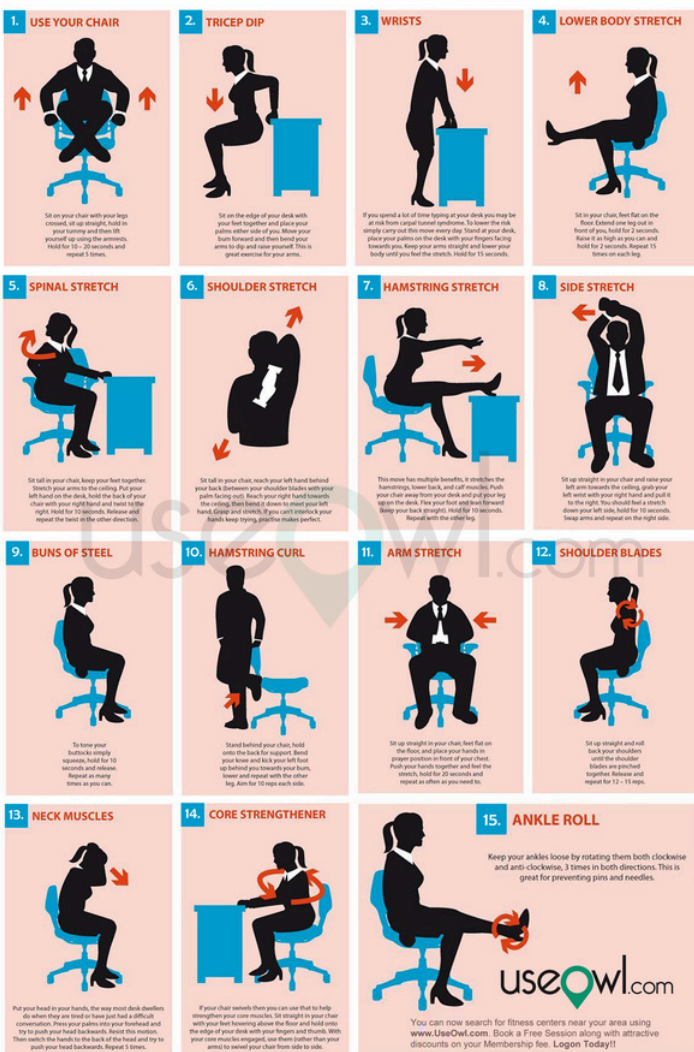 1. USE YOUR CHAIR
Sit on your chair with your legs
crossed, sit up straight, hold in
your tummy and then lift
yourself up using the armrests.
Hold for 10 – 20 seconds and
repeat 5 times.
2. TRICEP DIP
Sit on the edge of your desk with
your feet together and place your
palms either side of you. Move your
bum forward and then bend your
arms to dip and raise yourself. This is
great exercise for your arms.
3. WRISTS
If you spend a lot of time typing at your desk you may be
at risk from carpal tunnel syndrome. To lower the risk
simply carry out this move every day. Stand at your desk,
place your palms on the desk with your fingers facing
towards you. Keep your arms straight and lower your
body until you feel the stretch. Hold for 15 seconds.
4. LOWER BODY STRETCH
Sit in your chair, feet flat on the
floor. Extend one leg out in
front of you, hold for 2 seconds.
Raise it as high as you can and
hold for 2 seconds. Repeat 15
times on each leg.
5. SPINAL STRETCH
Sit tall in your chair, keep your feet together.
Stretch your arms to the ceiling. Put your
left hand on the desk, hold the back of your
chair with your right hand and twist to the
right. Hold for 10 seconds. Release and
repeat the twist in the other direction.
6. SHOULDER STRETCH
Sit tall in your chair, reach your left hand behind
your back (between your shoulder blades with your
palm facing out). Reach your right hand towards
the ceiling, then bend it down to meet your left
hand. Grasp and stretch. If you can't interlock your
hands keep trying, practise makes perfect.
7. HAMSTRING STRETCH
This move has multiple benefits, it stretches the
hamstrings, lower back, and calf muscles. Push
your chair away from your desk and put your leg
up on the desk. Flex your foot and lean forward
(keep your back straight). Hold for 10 seconds.
Repeat with the other leg.
8. SIDE STRETCH
Sit up straight in your chair and raise your
left arm towards the ceiling, grab your
left wrist with your right hand and pull it
to the right. You should feel a stretch
down your left side, hold for 10 seconds.
Swap arms and repeat on the right side.
useOwl.com
9. BUNS OF STEEL
To tone your
buttocks simply
squeeze, hold for 10
seconds and release.
Repeat as many
times as you can.
10. HAMSTRING CURL
Stand behind your chair, hold
onto the back for support. Bend
your knee and kick your left foot
up behind you towards your bum,
lower and repeat with the other
leg. Aim for 10 reps each side.
11. ARM STRETCH
Sit up straight in your chair, feet flat on
the floor, and place your hands in
prayer position in front of your chest.
Push your hands together and feel the
stretch, hold for 20 seconds and
repeat as often as you need to.
12. SHOULDER BLADES
Sit up straight and roll
back your shoulders
until the shoulder
blades are pinched
together. Release and
repeat for 12 – 15 reps.
13. NECK MUSCLES
Put your head in your hands, the way most desk dwellers
do when they are tired or have just had a difficult
conversation. Press your palms into your forehead and
try to push your head backwards. Resist this motion.
Then switch the hands to the back of the head and try to
push your head backwards. Repeat 5 times.
14. CORE STRENGTHENER
If your chair swivels then you can use that to help
strengthen your core muscles. Sit straight in your chair
with your feet hovering above the floor and hold onto
the edge of your desk with your fingers and thumb. With
your core muscles engaged, use them (rather than your
arms) to swivel your chair from side to side.
15. ANKLE ROLL
Keep your ankles loose by rotating them both clockwise
and anti-clockwise, 3 times in both directions. This is
great for preventing pins and needles.
useOwl.com
You can now search for fitness centers near your area using
www.UseOwl.com. Book a Free Session along with attractive
discounts on your Membership fee. Logon Today!!